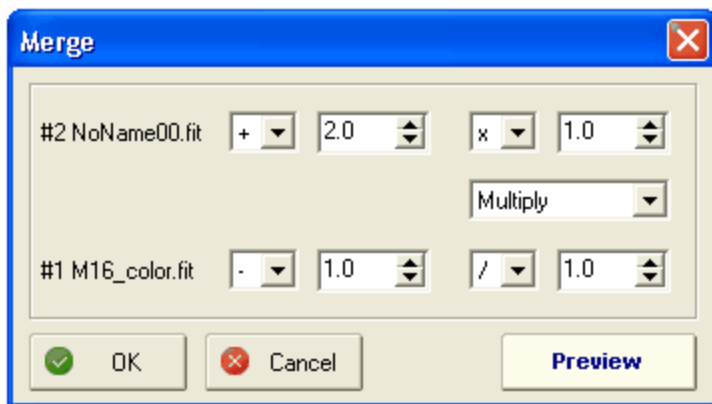 Merge
#2 NoName00.fit + 2.0 x 1.0
Multiply
#1 M16_color.fit - 1.0 / 1.0
OK Cancel Preview